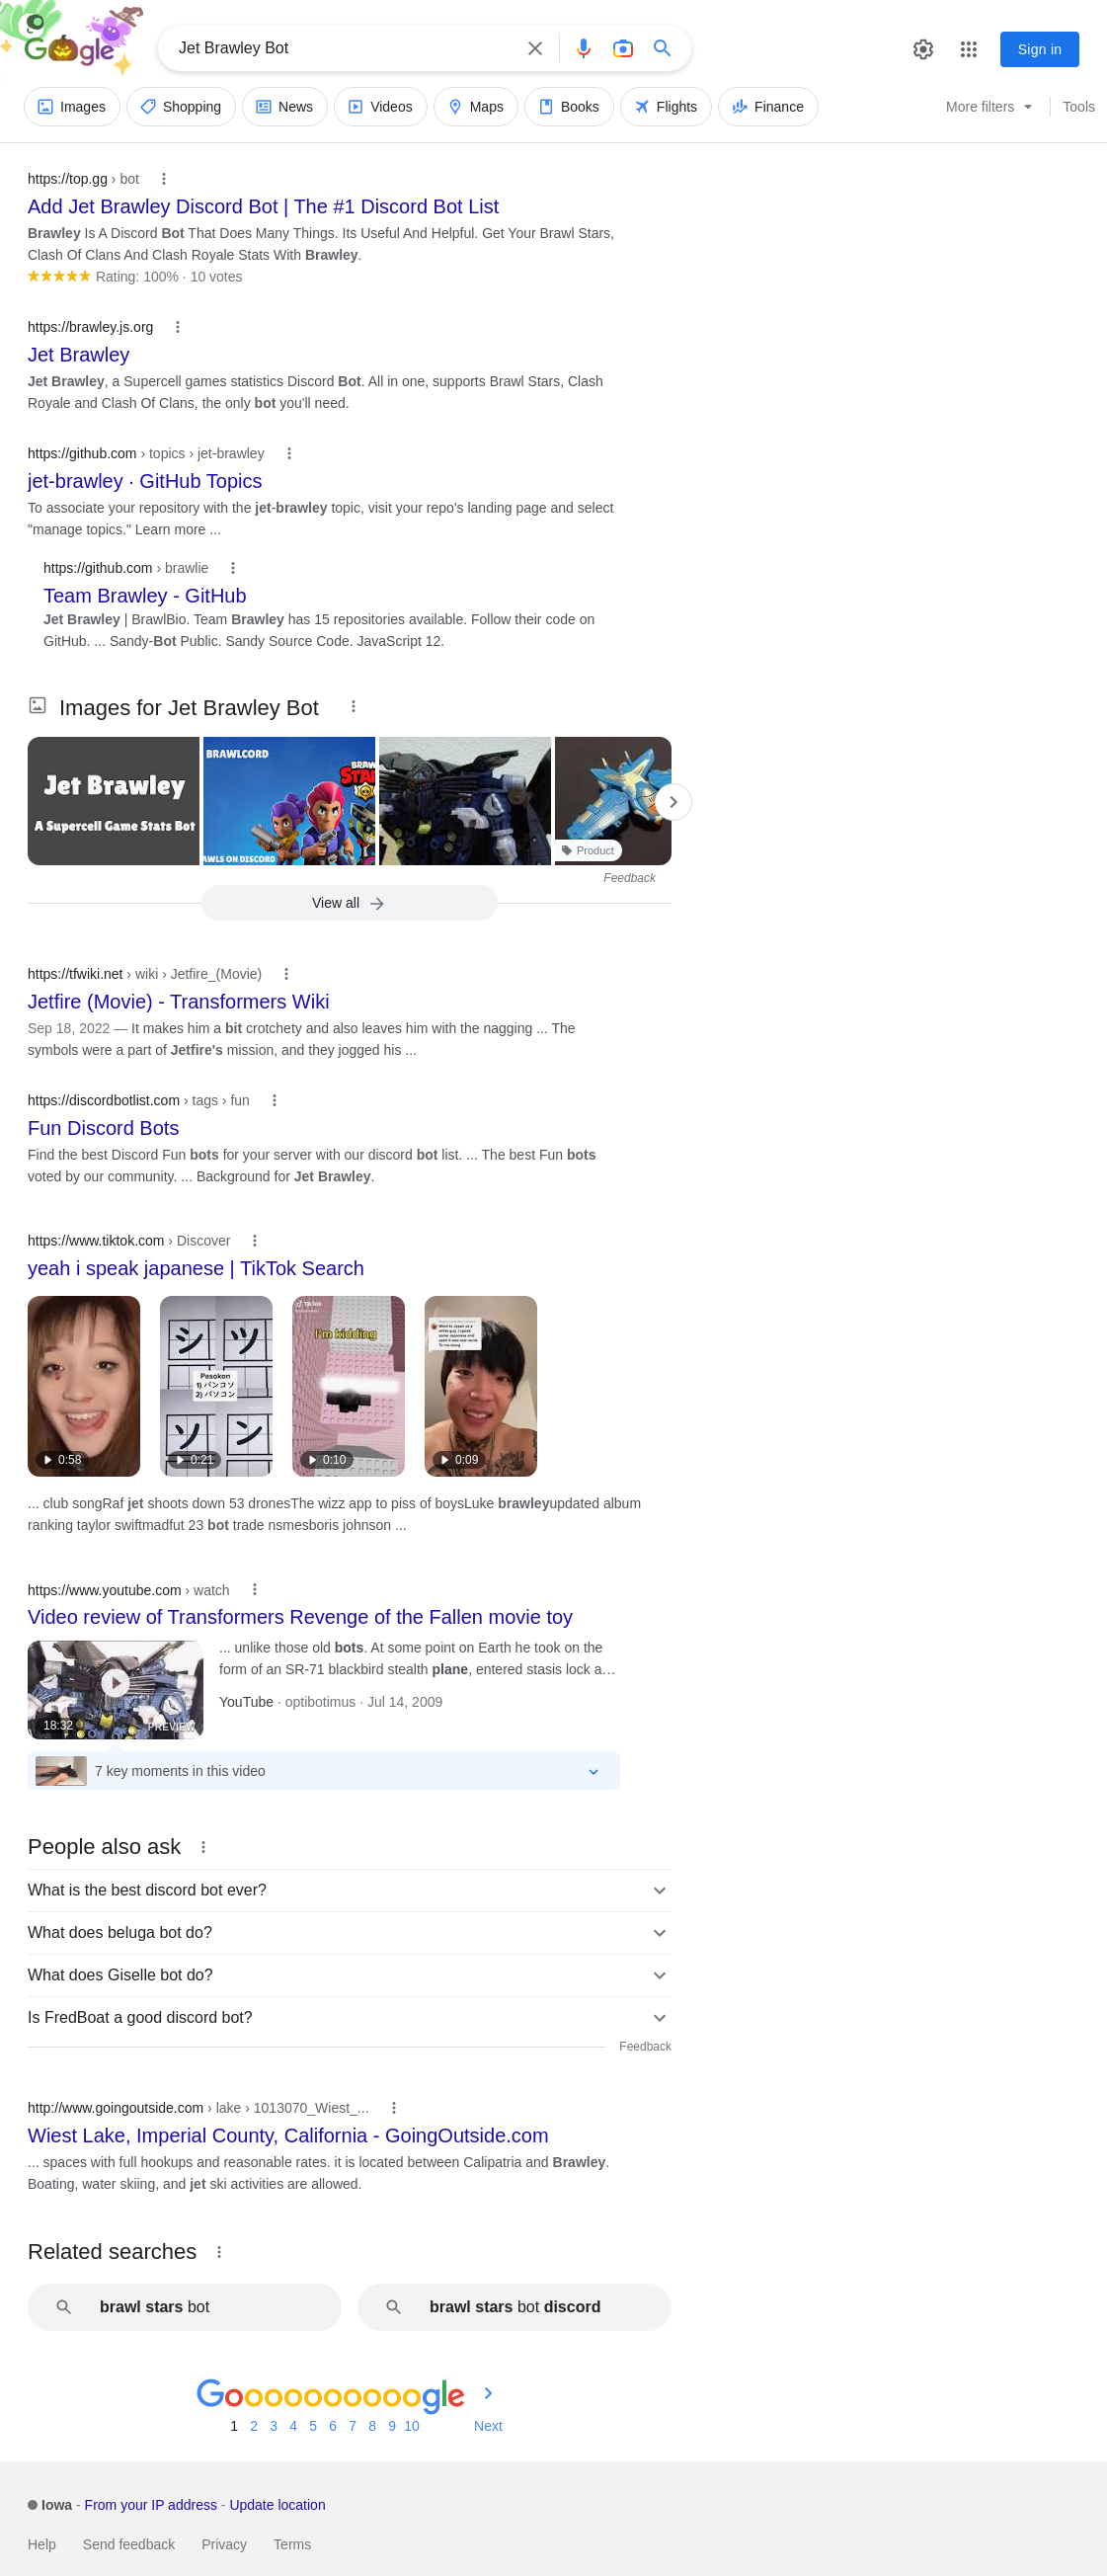 Google
Jet Brawley Bot
Sign in
Images
Shopping
News
Videos
Maps
Books
Flights
Finance
More filters
Tools
https://top.gg › bot
Add Jet Brawley Discord Bot | The #1 Discord Bot List
Brawley Is A Discord Bot That Does Many Things. Its Useful And Helpful. Get Your Brawl Stars,
Clash Of Clans And Clash Royale Stats With Brawley.
Rating: 100% · 10 votes
https://brawley.js.org
Jet Brawley
Jet Brawley, a Supercell games statistics Discord Bot. All in one, supports Brawl Stars, Clash
Royale and Clash Of Clans, the only bot you'll need.
https://github.com › topics › jet-brawley
jet-brawley · GitHub Topics
To associate your repository with the jet-brawley topic, visit your repo's landing page and select
"manage topics." Learn more ...
https://github.com › brawlie
Team Brawley - GitHub
Jet Brawley | BrawlBio. Team Brawley has 15 repositories available. Follow their code on
GitHub. ... Sandy-Bot Public. Sandy Source Code. JavaScript 12.
Images for Jet Brawley Bot
Jet Brawley
A Supercell Game Stats Bot
BRAWLCORD
BRAW
STA
AWLS ON DISCORD
Product
Feedback
View all
https://tfwiki.net › wiki › Jetfire_(Movie)
Jetfire (Movie) - Transformers Wiki
Sep 18, 2022 — It makes him a bit crotchety and also leaves him with the nagging ... The
symbols were a part of Jetfire's mission, and they jogged his ...
https://discordbotlist.com › tags › fun
Fun Discord Bots
Find the best Discord Fun bots for your server with our discord bot list. ... The best Fun bots
voted by our community. ... Background for Jet Brawley.
https://www.tiktok.com › Discover
yeah i speak japanese | TikTok Search
シ ツ
Pasokon
1) パンコソ
2) パソコン
ソ ン
TikTok
I'm kidding
0:58
0:21
0:10
0:09
... club songRaf jet shoots down 53 dronesThe wizz app to piss of boysLuke brawleyupdated album
ranking taylor swiftmadfut 23 bot trade nsmesboris johnson ...
https://www.youtube.com › watch
Video review of Transformers Revenge of the Fallen movie toy
18:32
PREVIEW
... unlike those old bots. At some point on Earth he took on the
form of an SR-71 blackbird stealth plane, entered stasis lock a…
YouTube · optibotimus · Jul 14, 2009
7 key moments in this video
People also ask
What is the best discord bot ever?
What does beluga bot do?
What does Giselle bot do?
Is FredBoat a good discord bot?
Feedback
http://www.goingoutside.com › lake › 1013070_Wiest_...
Wiest Lake, Imperial County, California - GoingOutside.com
... spaces with full hookups and reasonable rates. it is located between Calipatria and Brawley.
Boating, water skiing, and jet ski activities are allowed.
Related searches
brawl stars bot
brawl stars bot discord
Goooooooooogle
1 2 3 4 5 6 7 8 9 10 Next
Iowa - From your IP address - Update location
Help Send feedback Privacy Terms